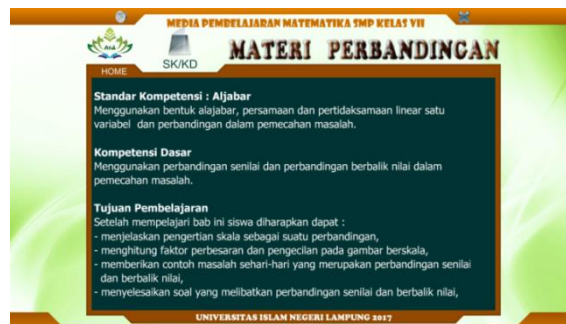 MEDIA PEMBELAJARAN MATEMATIKA SMP KELAS VII
MATERI PERBANDINGAN
HOME
SK/KD
Standar Kompetensi : Aljabar
Menggunakan bentuk alajabar, persamaan dan pertidaksamaan linear satu
variabel dan perbandingan dalam pemecahan masalah.
Kompetensi Dasar
Menggunakan perbandingan senilai dan perbandingan berbalik nilai dalam
pemecahan masalah.
Tujuan Pembelajaran
Setelah mempelajari bab ini siswa diharapkan dapat :
- menjelaskan pengertian skala sebagai suatu perbandingan,
- menghitung faktor perbesaran dan pengecilan pada gambar berskala,
- memberikan contoh masalah sehari-hari yang merupakan perbandingan senilai
dan berbalik nilai,
- menyelesaikan soal yang melibatkan perbandingan senilai dan berbalik nilai,
UNIVERSITAS ISLAM NEGERI LAMPUNG 2017